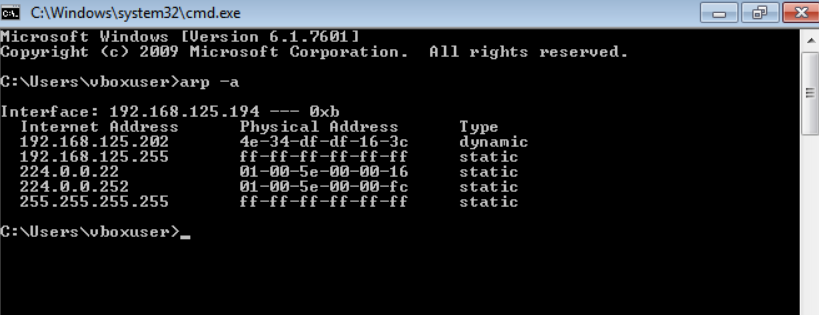 C:\Windows\system32\cmd.exe
Microsoft Windows [Version 6.1.7601]
Copyright (c) 2009 Microsoft Corporation.  All rights reserved.
C:\Users\vboxuser>arp -a
Interface: 192.168.125.194 --- 0xb
  Internet Address      Physical Address      Type
  192.168.125.202       4e-34-df-df-16-3c     dynamic
  192.168.125.255       ff-ff-ff-ff-ff-ff     static
  224.0.0.22            01-00-5e-00-00-16     static
  224.0.0.252           01-00-5e-00-00-fc     static
  255.255.255.255       ff-ff-ff-ff-ff-ff     static
C:\Users\vboxuser>_